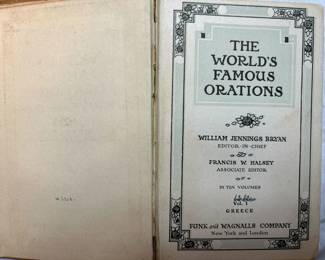 THE
WORLD'S
FAMOUS
ORATIONS
WILLIAM JENNINGS BRYAN
EDITOR-IN-CHIEF
FRANCIS W. HALSEY
ASSOCIATE EDITOR
IN TEN VOLUMES
Vol. I
GREECE
FUNK and WAGNALLS COMPANY
New York and London